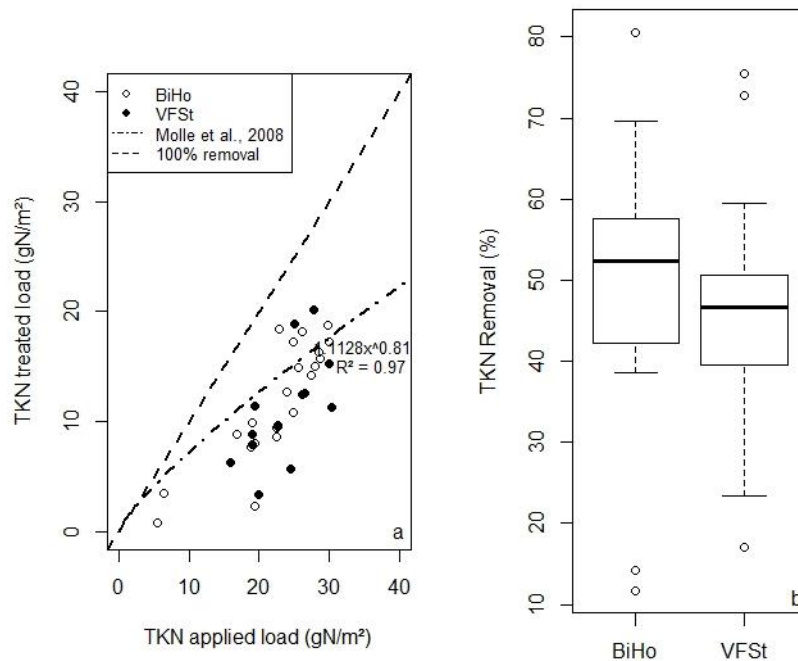 BiHo
VFSt
Molle et al., 2008
100% removal
TKN treated load (gN/m²)
40
30
20
10
0
1128x^0.81
R² = 0.97
a
0 10 20 30 40
TKN applied load (gN/m²)
TKN Removal (%)
80
70
60
50
40
30
20
10
b
BiHo VFSt